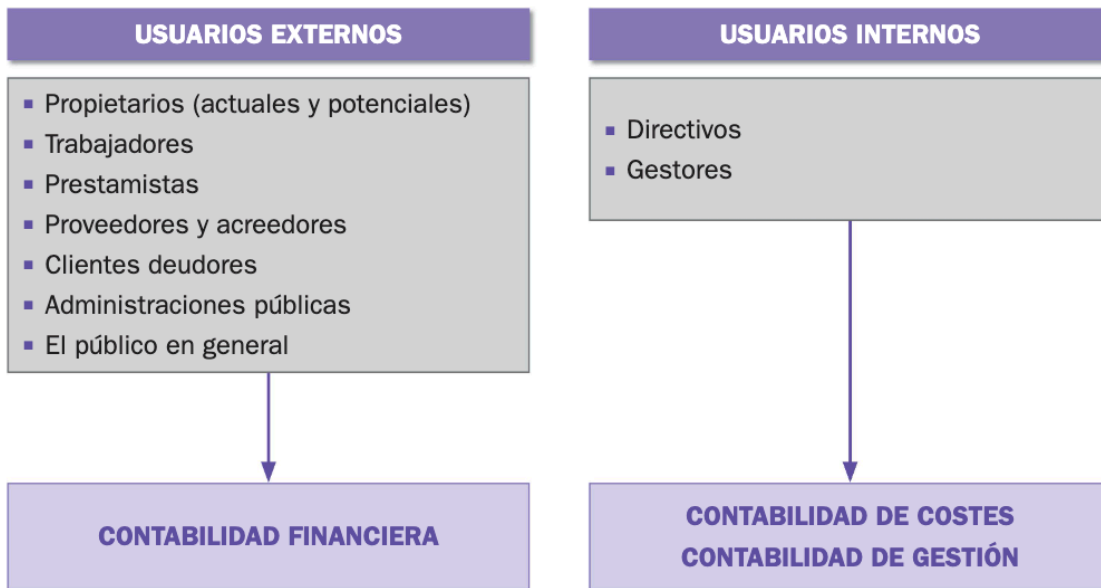 USUARIOS EXTERNOS
▪ Propietarios (actuales y potenciales)
▪ Trabajadores
▪ Prestamistas
▪ Proveedores y acreedores
▪ Clientes deudores
▪ Administraciones públicas
▪ El público en general
CONTABILIDAD FINANCIERA
USUARIOS INTERNOS
▪ Directivos
▪ Gestores
CONTABILIDAD DE COSTES
CONTABILIDAD DE GESTIÓN